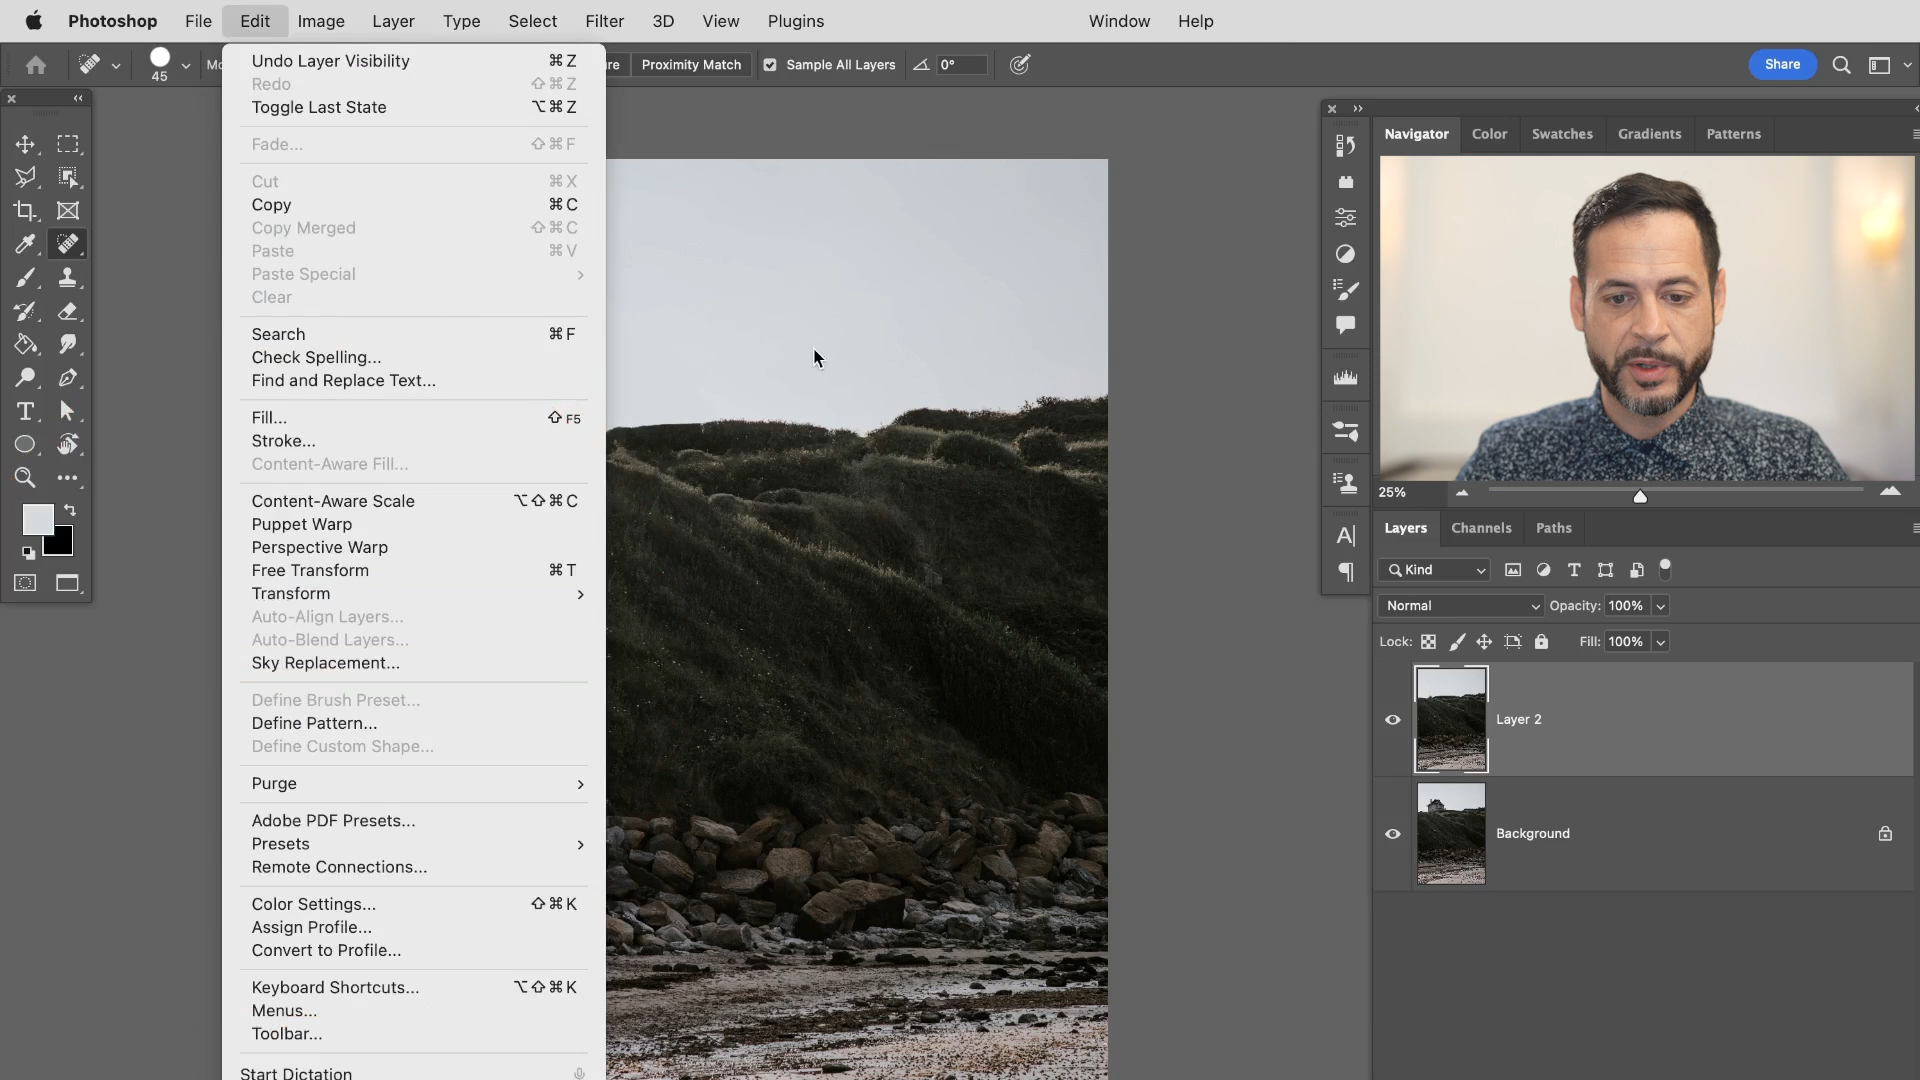 Photoshop File Edit Image Layer Type Select Filter 3D View Plugins Window Help
45 Mo re Proximity Match Sample All Layers 0° Share
Undo Layer Visibility ⌘Z
Redo ⇧⌘Z
Toggle Last State ⌥⌘Z
Fade... ⇧⌘F
Cut ⌘X
Copy ⌘C
Copy Merged ⇧⌘C
Paste ⌘V
Paste Special
Clear
Search ⌘F
Check Spelling...
Find and Replace Text...
Fill... ⇧F5
Stroke...
Content-Aware Fill...
Content-Aware Scale ⌥⇧⌘C
Puppet Warp
Perspective Warp
Free Transform ⌘T
Transform
Auto-Align Layers...
Auto-Blend Layers...
Sky Replacement...
Define Brush Preset...
Define Pattern...
Define Custom Shape...
Purge
Adobe PDF Presets...
Presets
Remote Connections...
Color Settings... ⇧⌘K
Assign Profile...
Convert to Profile...
Keyboard Shortcuts... ⌥⇧⌘K
Menus...
Toolbar...
Start Dictation
Navigator Color Swatches Gradients Patterns
25%
Layers Channels Paths
Kind
Normal Opacity: 100%
Lock: Fill: 100%
Layer 2
Background